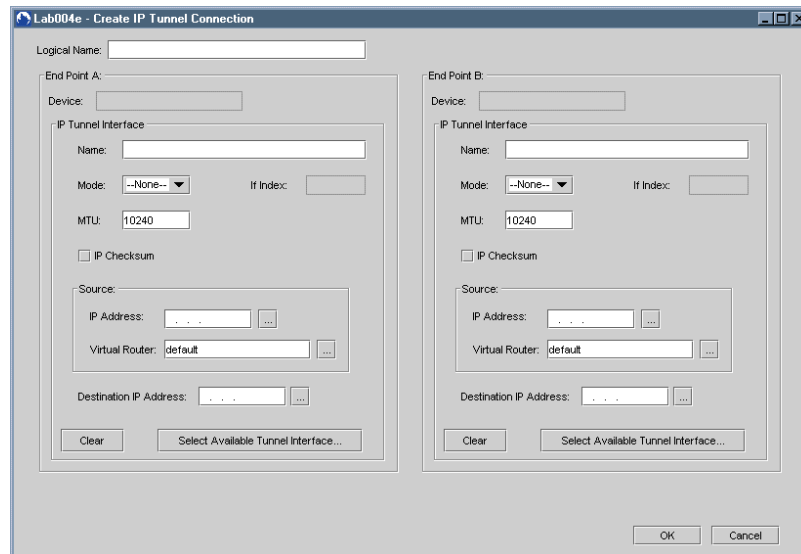 Lab004e - Create IP Tunnel Connection
Logical Name:
End Point A:
Device:
IP Tunnel Interface
Name:
Mode: --None-- If Index:
MTU: 10240
IP Checksum
Source:
IP Address: . . . ...
Virtual Router: default ...
Destination IP Address: . . . ...
Clear Select Available Tunnel Interface...
End Point B:
Device:
IP Tunnel Interface
Name:
Mode: --None-- If Index:
MTU: 10240
IP Checksum
Source:
IP Address: . . . ...
Virtual Router: default ...
Destination IP Address: . . . ...
Clear Select Available Tunnel Interface...
OK Cancel